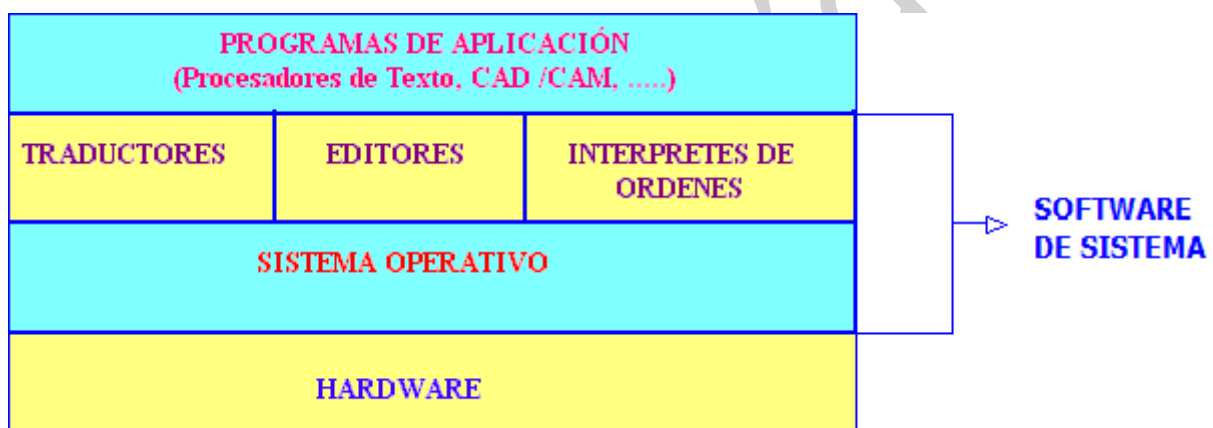 PROGRAMAS DE APLICACIÓN
(Procesadores de Texto, CAD /CAM, .....)
TRADUCTORES
EDITORES
INTERPRETES DE
ORDENES
SOFTWARE
DE SISTEMA
SISTEMA OPERATIVO
HARDWARE